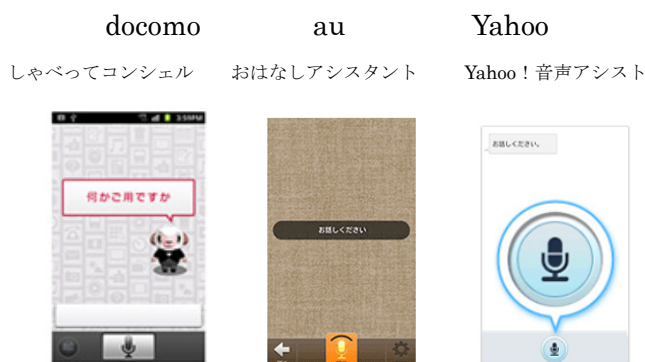 docomo au Yahoo
しゃべってコンシェル おはなしアシスタント Yahoo！音声アシスト
3:59PM
何かご用ですか
お話しください
お話しください。